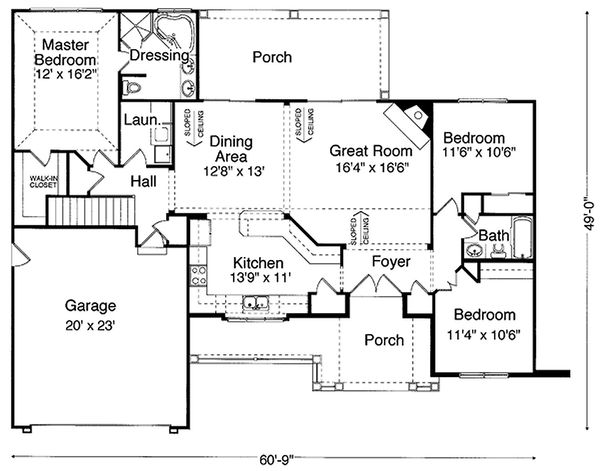 Master
Bedroom
12' x 16'2"
Dressing
Porch
Laun.
SLOPED
CEILING
SLOPED
CEILING
Dining
Area
12'8" x 13'
Great Room
16'4" x 16'6"
Bedroom
11'6" x 10'6"
WALK-IN
CLOSET
Hall
SLOPED
CEILING
Bath
49'-0"
Kitchen
13'9" x 11'
Foyer
Garage
20' x 23'
Bedroom
11'4" x 10'6"
Porch
60'-9"